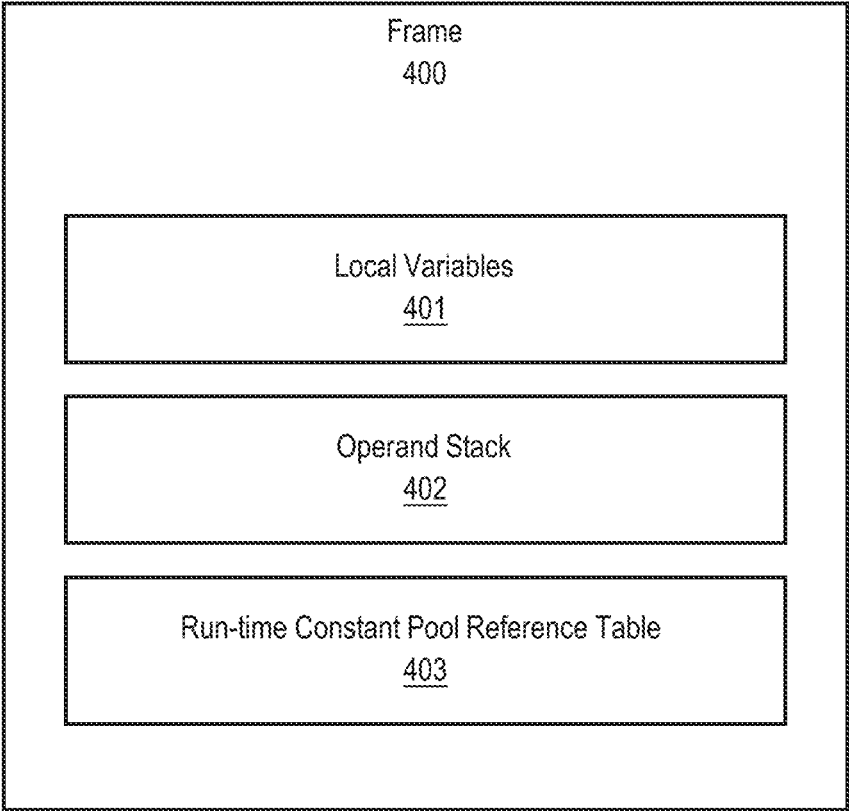 Frame
400
Local Variables
401
Operand Stack
402
Run-time Constant Pool Reference Table
403